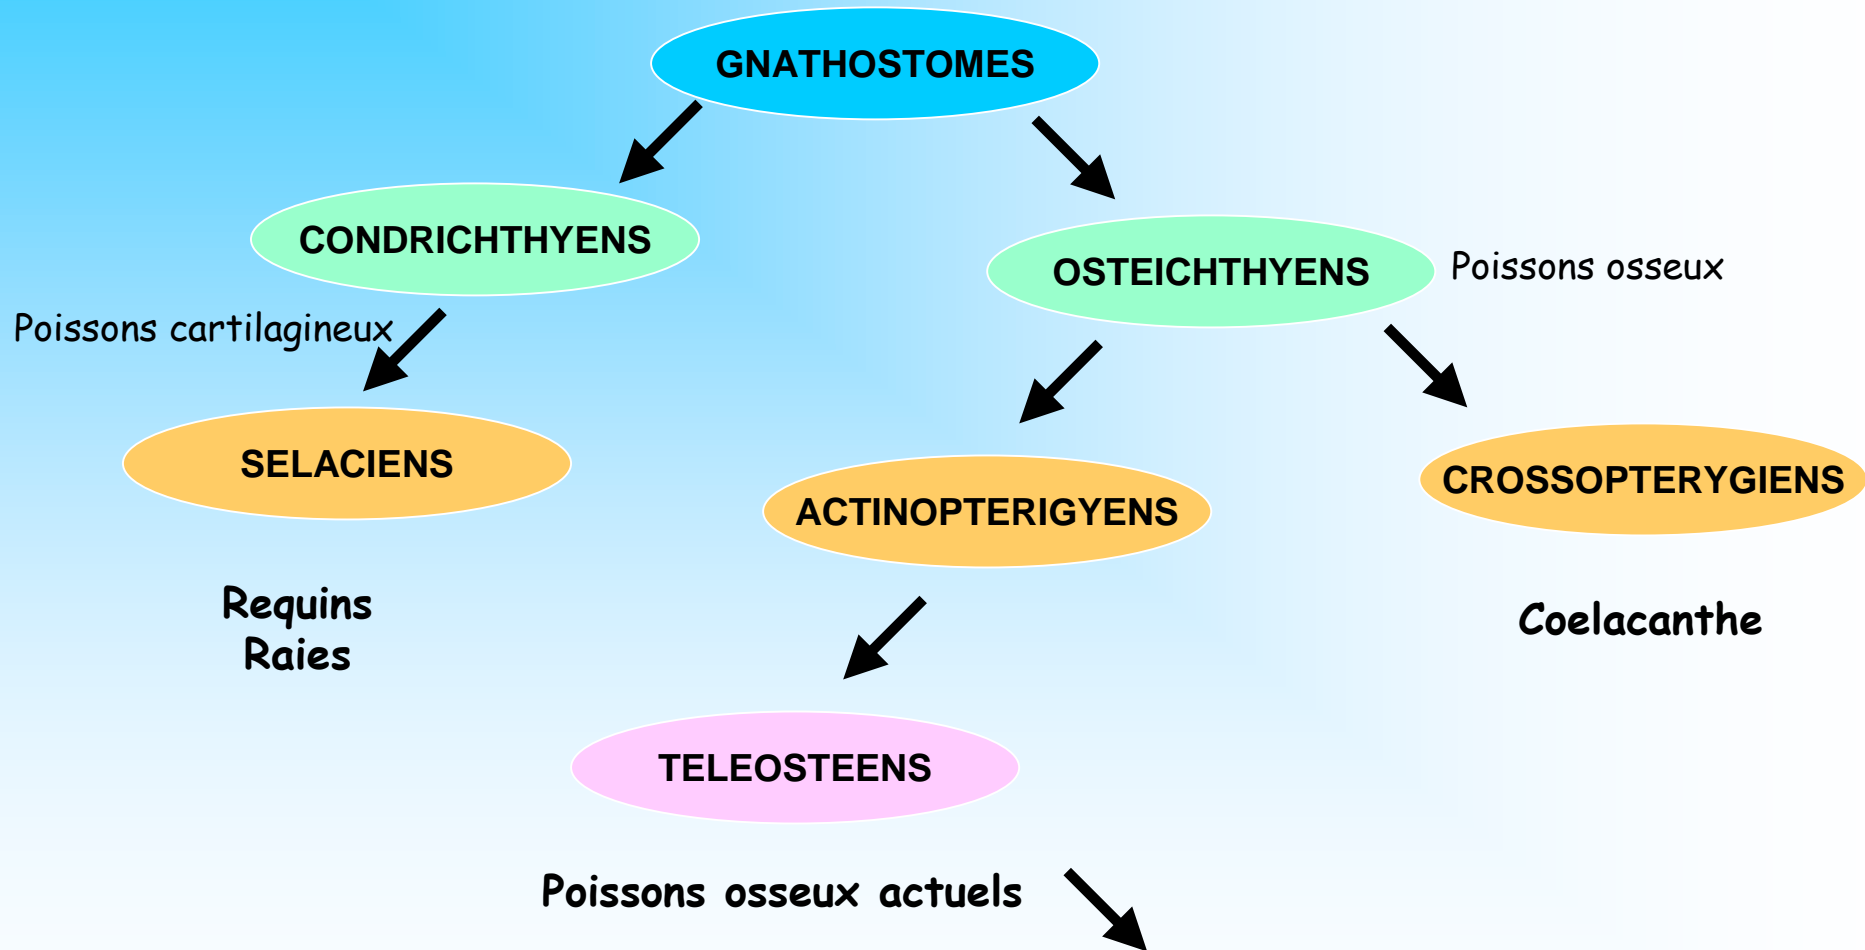 GNATHOSTOMES
CONDRICHTHYENS
OSTEICHTHYENS
Poissons osseux
Poissons cartilagineux
SELACIENS
ACTINOPTERIGYENS
CROSSOPTERYGIENS
Requins
Raies
Coelacanthe
TELEOSTEENS
Poissons osseux actuels